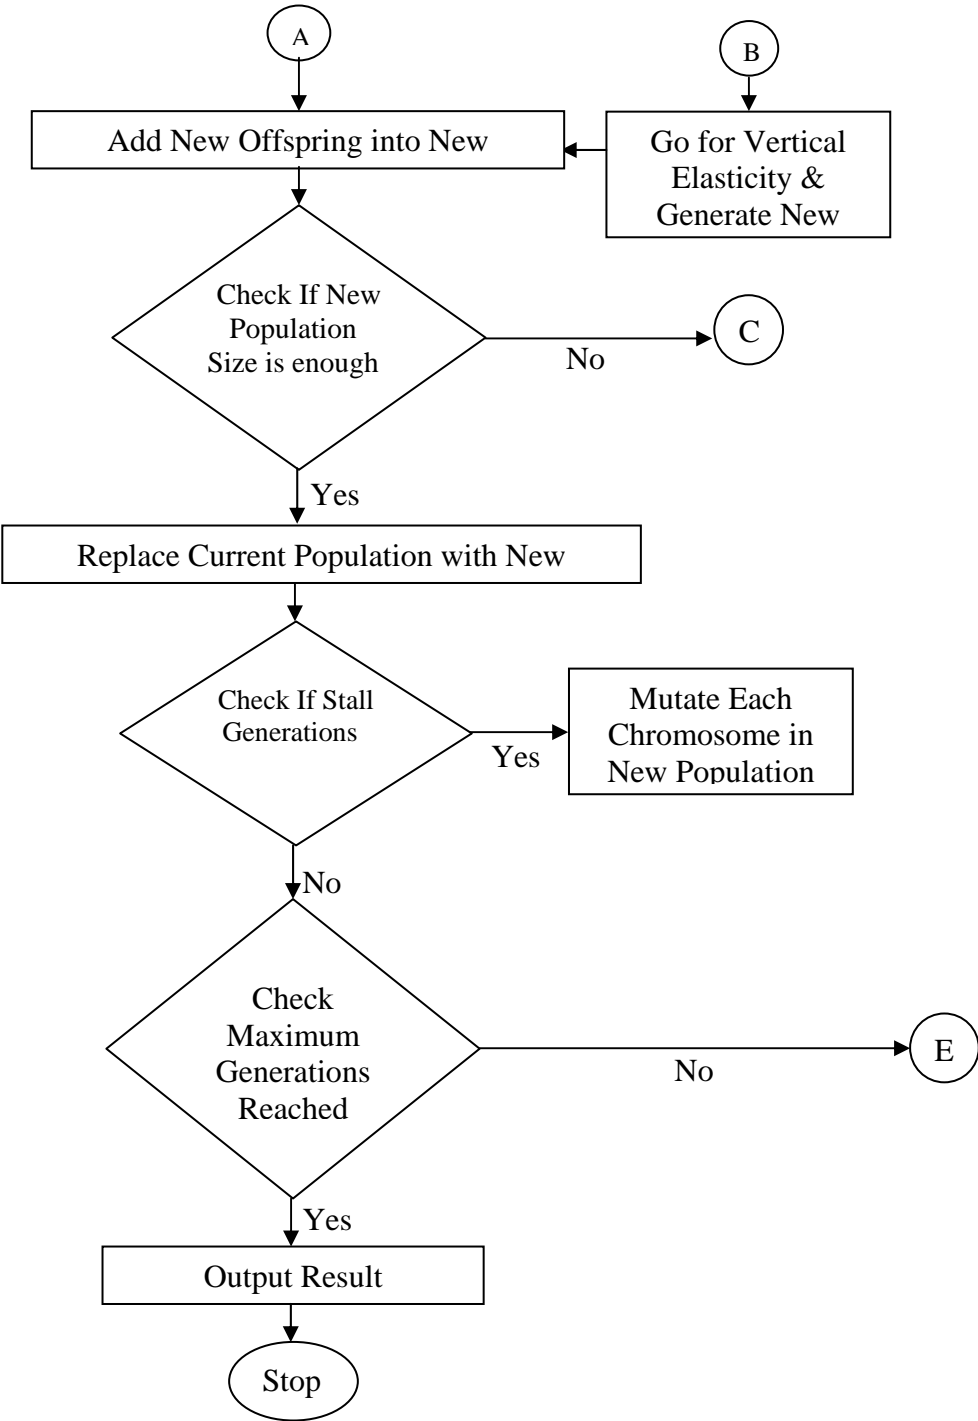 A
B
Add New Offspring into New
Go for Vertical
Elasticity &
Generate New
Check If New
Population
Size is enough
No
C
Yes
Replace Current Population with New
Check If Stall
Generations
Yes
Mutate Each
Chromosome in
New Population
No
Check
Maximum
Generations
Reached
No
E
Yes
Output Result
Stop